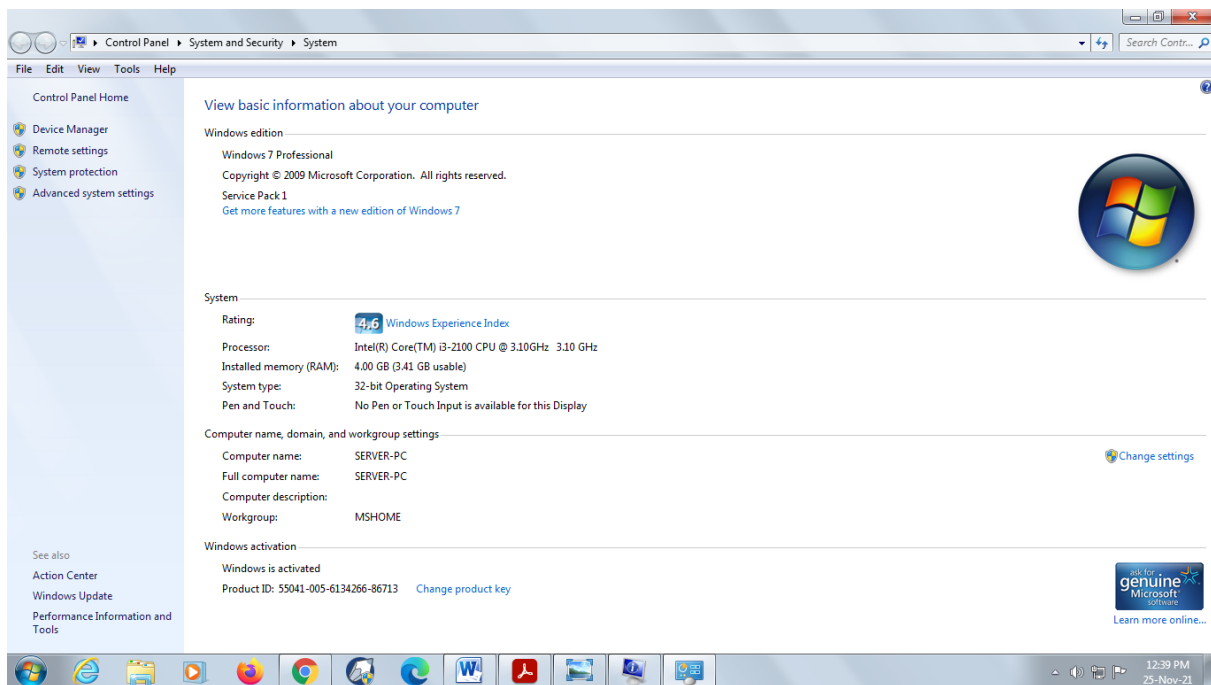 Control Panel ▸ System and Security ▸ System
Search Contr...
File Edit View Tools Help
Control Panel Home
Device Manager
Remote settings
System protection
Advanced system settings
See also
Action Center
Windows Update
Performance Information and
Tools
View basic information about your computer
Windows edition
Windows 7 Professional
Copyright © 2009 Microsoft Corporation. All rights reserved.
Service Pack 1
Get more features with a new edition of Windows 7
System
Rating: 4.6 Windows Experience Index
Processor: Intel(R) Core(TM) i3-2100 CPU @ 3.10GHz 3.10 GHz
Installed memory (RAM): 4.00 GB (3.41 GB usable)
System type: 32-bit Operating System
Pen and Touch: No Pen or Touch Input is available for this Display
Computer name, domain, and workgroup settings
Computer name: SERVER-PC
Change settings
Full computer name: SERVER-PC
Computer description:
Workgroup: MSHOME
Windows activation
Windows is activated
Product ID: 55041-005-6134266-86713 Change product key
ask for
genuine
Microsoft
software
Learn more online...
12:39 PM
25-Nov-21